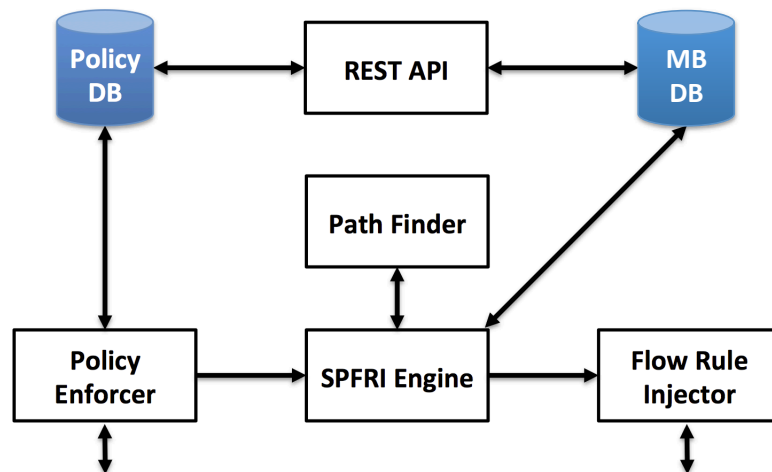 Policy
DB
REST API
MB
DB
Path Finder
Policy
Enforcer
SPFRI Engine
Flow Rule
Injector